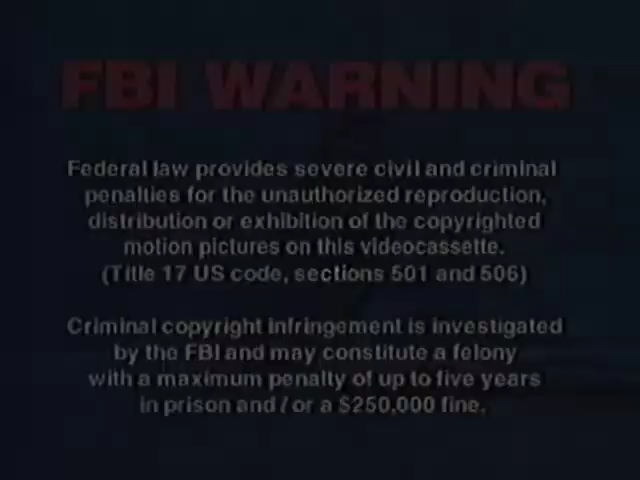 FBI WARNING
Federal law provides severe civil and criminal
penalties for the unauthorized reproduction,
distribution or exhibition of the copyrighted
motion pictures on this videocassette.
(Title 17 US code, sections 501 and 506)
Criminal copyright infringement is investigated
by the FBI and may constitute a felony
with a maximum penalty of up to five years
in prison and / or a $250,000 fine.